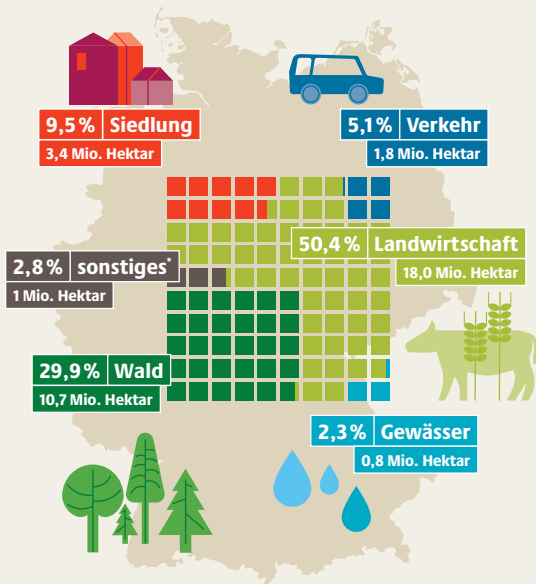 9,5 % Siedlung
3,4 Mio. Hektar
5,1 % Verkehr
1,8 Mio. Hektar
50,4 % Landwirtschaft
18,0 Mio. Hektar
2,8 % sonstiges*
1 Mio. Hektar
29,9 % Wald
10,7 Mio. Hektar
2,3 % Gewässer
0,8 Mio. Hektar